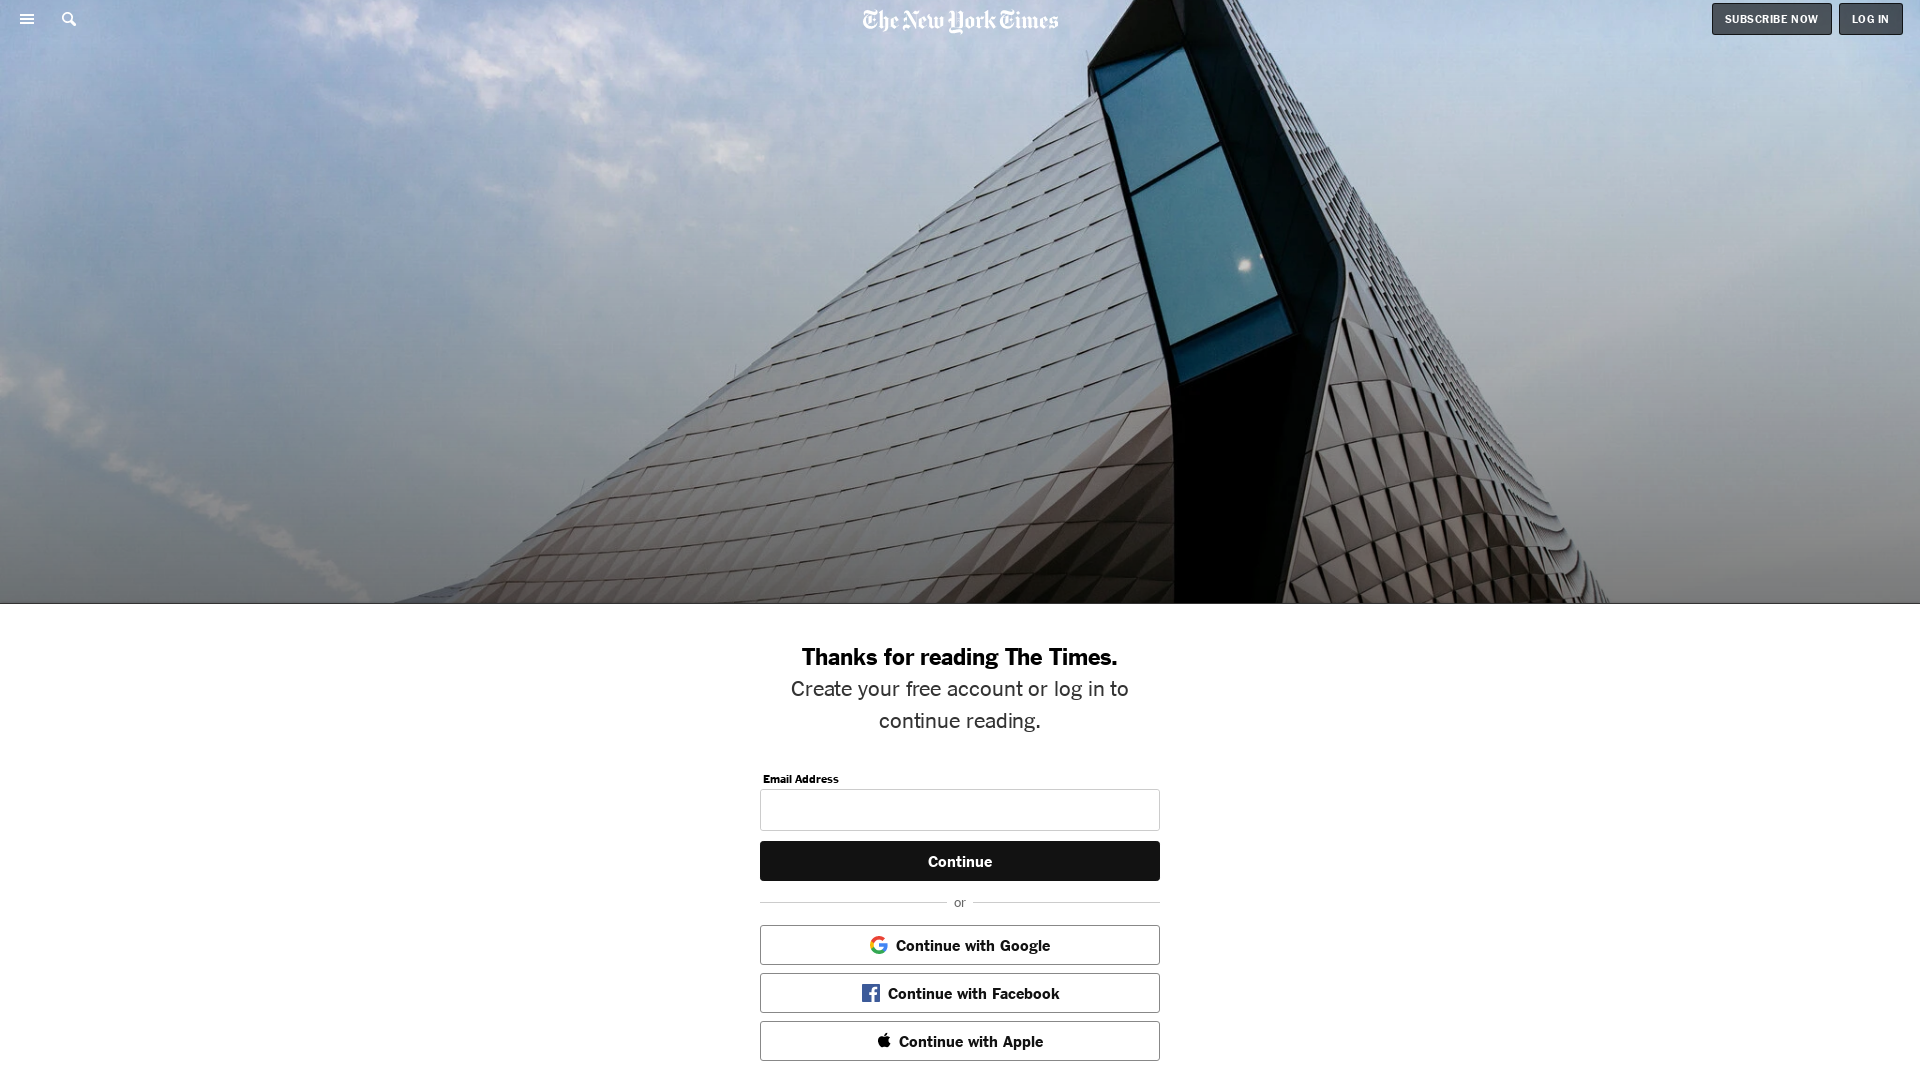 The New York Times
SUBSCRIBE NOW
LOG IN
Thanks for reading The Times.
Create your free account or log in to
continue reading.
Email Address
Continue
or
Continue with Google
Continue with Facebook
Continue with Apple